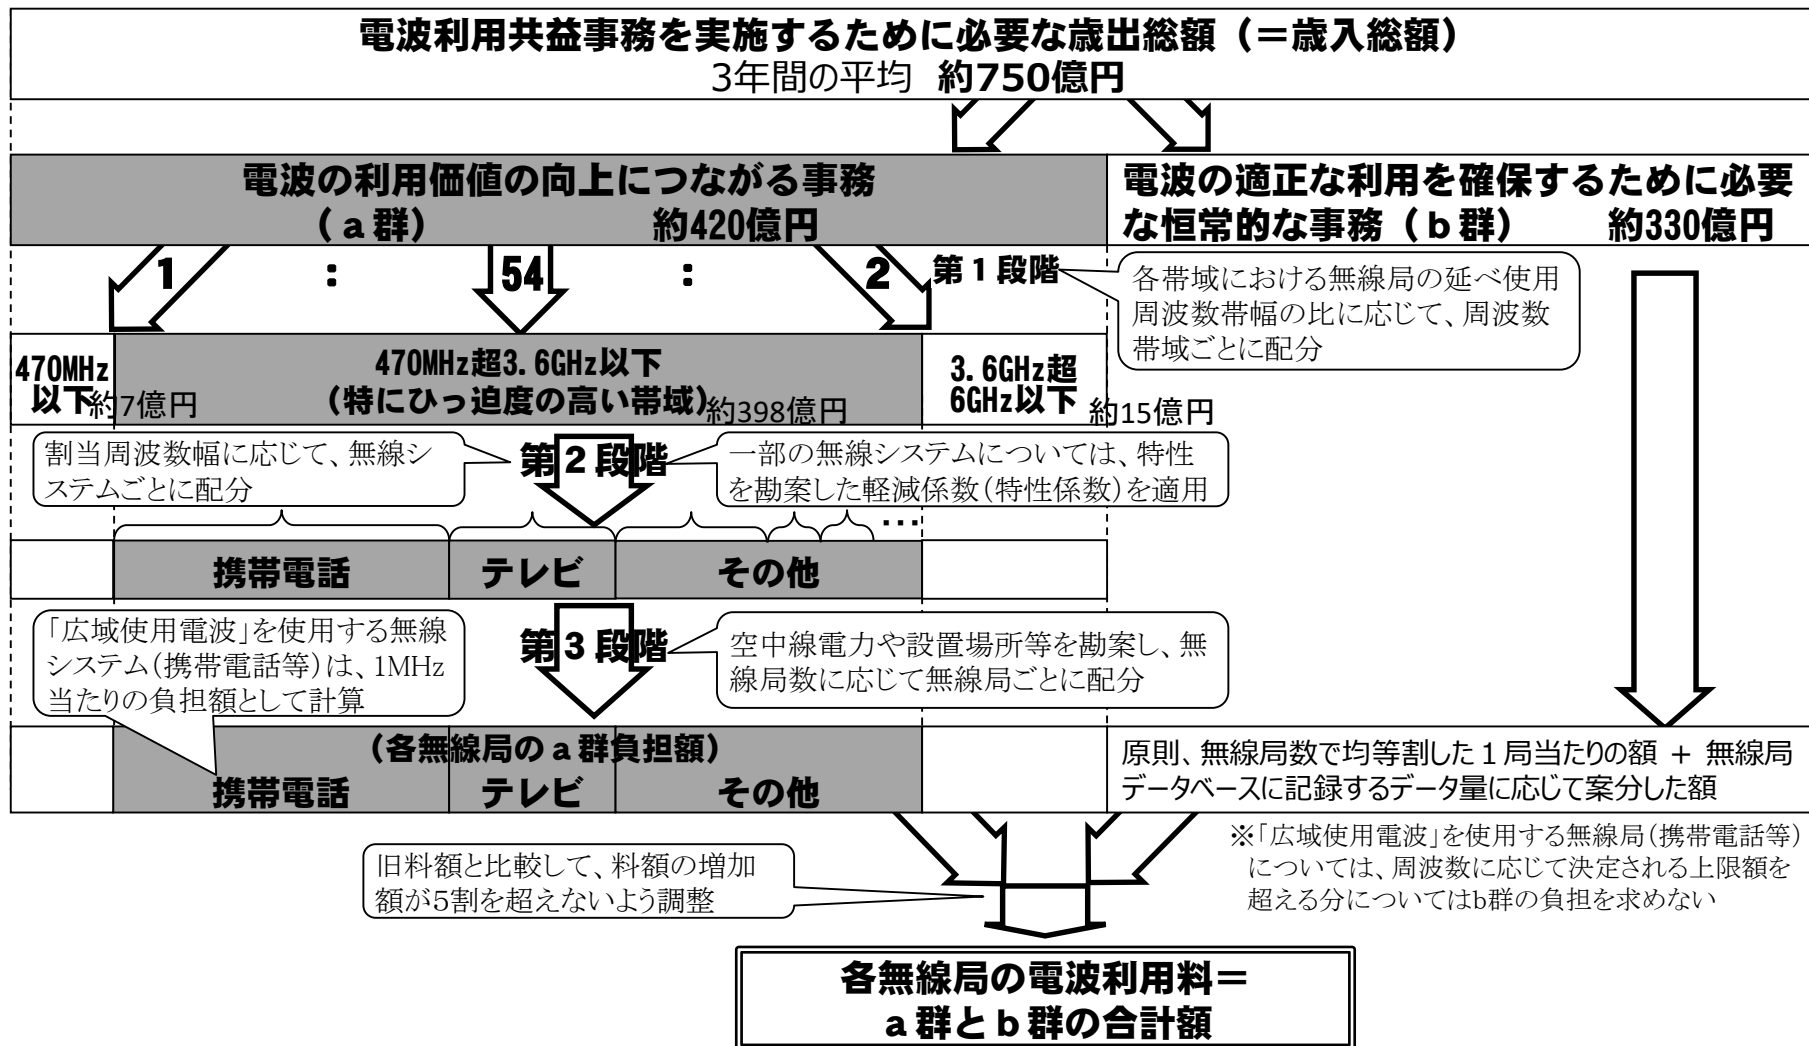 電波利用共益事務を実施するために必要な歳出総額（＝歳入総額）
3年間の平均 約750億円
電波の利用価値の向上につながる事務
（ａ群） 約420億円
電波の適正な利用を確保するために必要
な恒常的な事務（ｂ群） 約330億円
1 ： 54 ： 2
第１段階
各帯域における無線局の延べ使用
周波数帯幅の比に応じて、周波数
帯域ごとに配分
470MHz
以下
約7億円
470MHz超3.6GHz以下
（特にひっ迫度の高い帯域）
約398億円
3.6GHz超
6GHz以下
約15億円
割当周波数幅に応じて、無線シ
ステムごとに配分
第２段階
一部の無線システムについては、特性
を勘案した軽減係数（特性係数）を適用
…
携帯電話 テレビ その他
「広域使用電波」を使用する無線
システム（携帯電話等）は、1MHz
当たりの負担額として計算
第３段階
空中線電力や設置場所等を勘案し、無
線局数に応じて無線局ごとに配分
（各無線局のａ群負担額）
携帯電話 テレビ その他
原則、無線局数で均等割した１局当たりの額 ＋ 無線局
データベースに記録するデータ量に応じて案分した額
※「広域使用電波」を使用する無線局（携帯電話等）
については、周波数に応じて決定される上限額を
超える分についてはb群の負担を求めない
旧料額と比較して、料額の増加
額が5割を超えないよう調整
各無線局の電波利用料＝
ａ群とｂ群の合計額